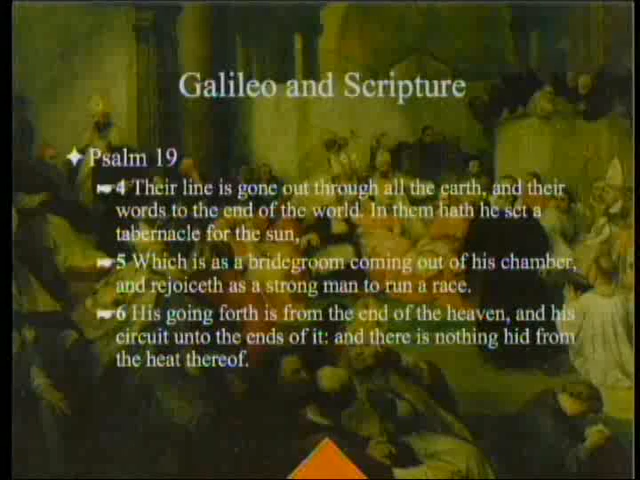 Galileo and Scripture
Psalm 19
4 Their line is gone out through all the earth, and their
words to the end of the world. In them hath he set a
tabernacle for the sun,
5 Which is as a bridegroom coming out of his chamber,
and rejoiceth as a strong man to run a race.
6 His going forth is from the end of the heaven, and his
circuit unto the ends of it: and there is nothing hid from
the heat thereof.